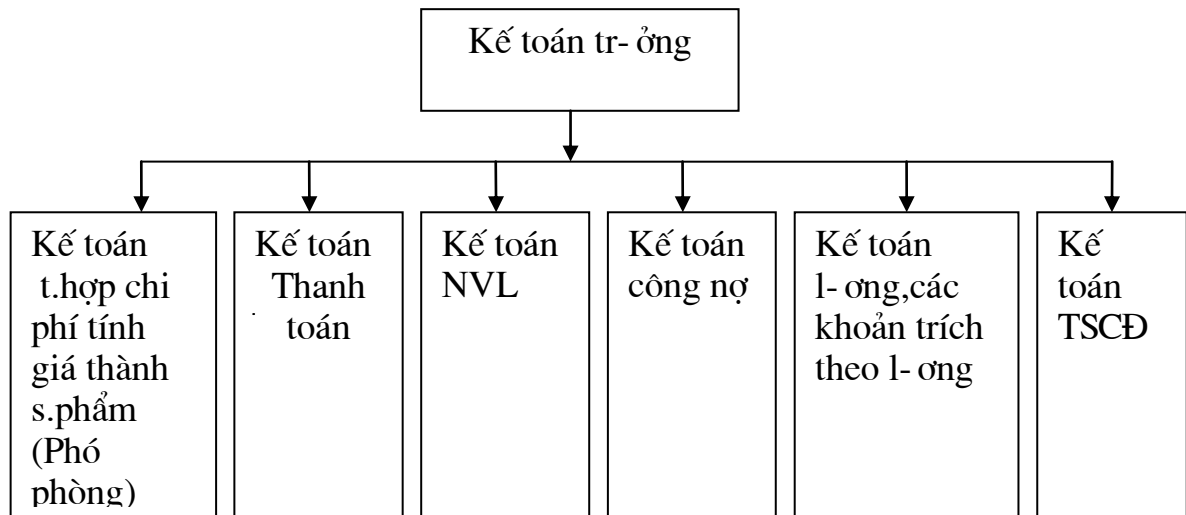 Kế toán tr- ởng
Kế toán
t.hợp chi
phí tính
giá thành
s.phẩm
(Phó
phòng)
Kế toán
Thanh
toán
Kế toán
NVL
Kế toán
công nợ
Kế toán
l- ơng,các
khoản trích
theo l- ơng
Kế
toán
TSCĐ